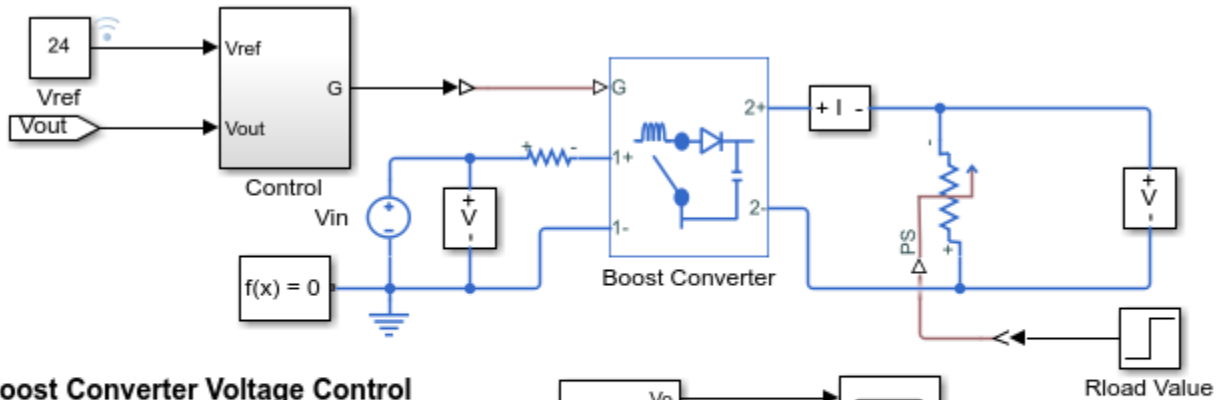 24
Vref
Vout
Vref
Vout
G
Control
Vin
+
V
-
f(x) = 0
+ -
G
1+
1-
2+
2-
Boost Converter
+ I -
-
+
PS
+
V
-
Rload Value
oost Converter Voltage Control
Vo